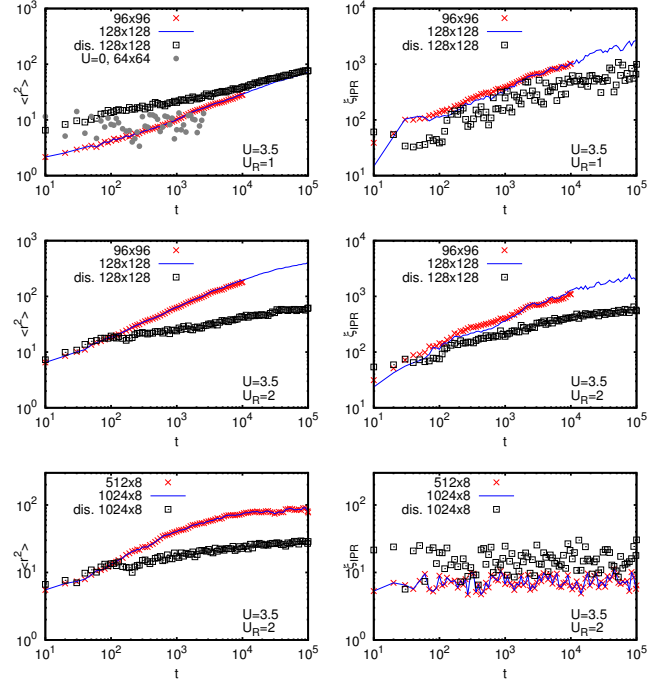 10³
10²
10¹
10⁰
<r²>
96x96
128x128
dis. 128x128
U=0, 64x64
U=3.5
U_R=1
10¹ 10² 10³ 10⁴ 10⁵
t
10⁴
10³
10²
10¹
ξ_IPR
96x96
128x128
dis. 128x128
U=3.5
U_R=1
10¹ 10² 10³ 10⁴ 10⁵
t
10³
10²
10¹
10⁰
<r²>
96x96
128x128
dis. 128x128
U=3.5
U_R=2
10¹ 10² 10³ 10⁴ 10⁵
t
10⁴
10³
10²
10¹
ξ_IPR
96x96
128x128
dis. 128x128
U=3.5
U_R=2
10¹ 10² 10³ 10⁴ 10⁵
t
10²
10¹
10⁰
<r²>
512x8
1024x8
dis. 1024x8
U=3.5
U_R=2
10¹ 10² 10³ 10⁴ 10⁵
t
10²
10¹
10⁰
ξ_IPR
512x8
1024x8
dis. 1024x8
U=3.5
U_R=2
10¹ 10² 10³ 10⁴ 10⁵
t